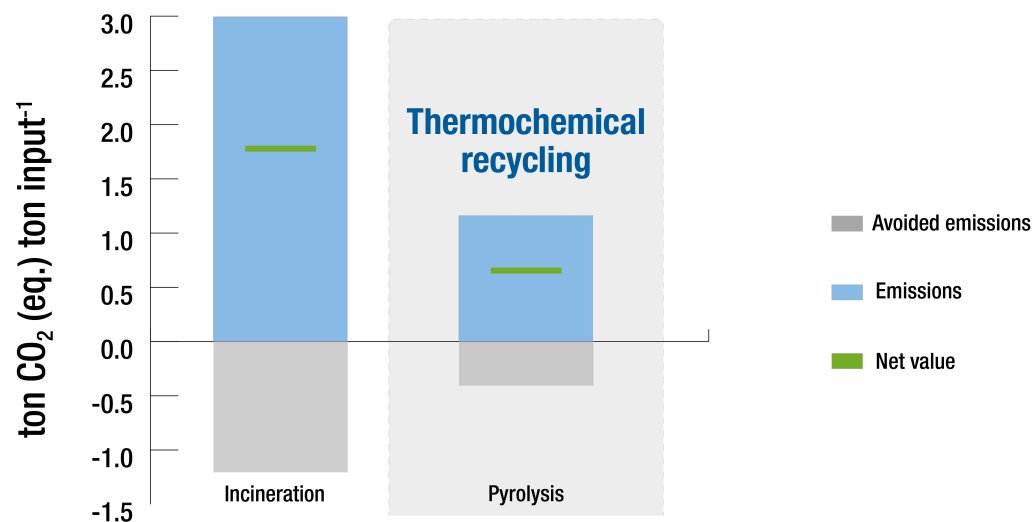 ton CO₂ (eq.) ton input⁻¹
3.0
2.5
2.0
1.5
1.0
0.5
0.0
-0.5
-1.0
-1.5
Thermochemical
recycling
Incineration
Pyrolysis
Avoided emissions
Emissions
Net value